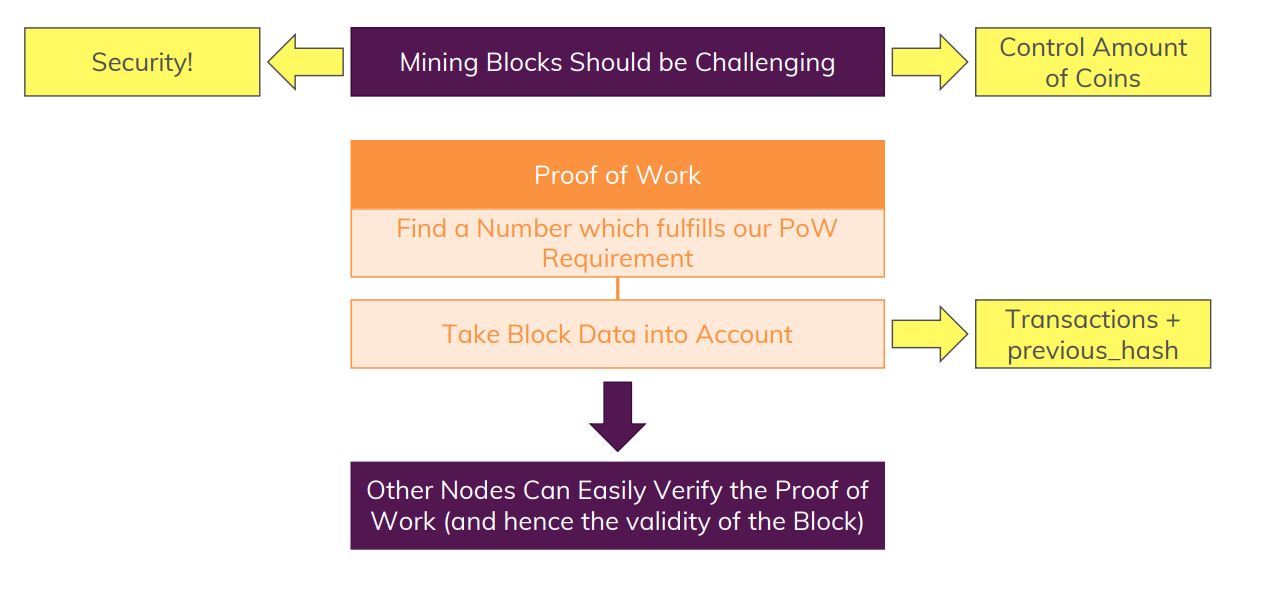 Security!
Mining Blocks Should be Challenging
Control Amount
of Coins
Proof of Work
Find a Number which fulfills our PoW
Requirement
Take Block Data into Account
Transactions +
previous_hash
Other Nodes Can Easily Verify the Proof of
Work (and hence the validity of the Block)